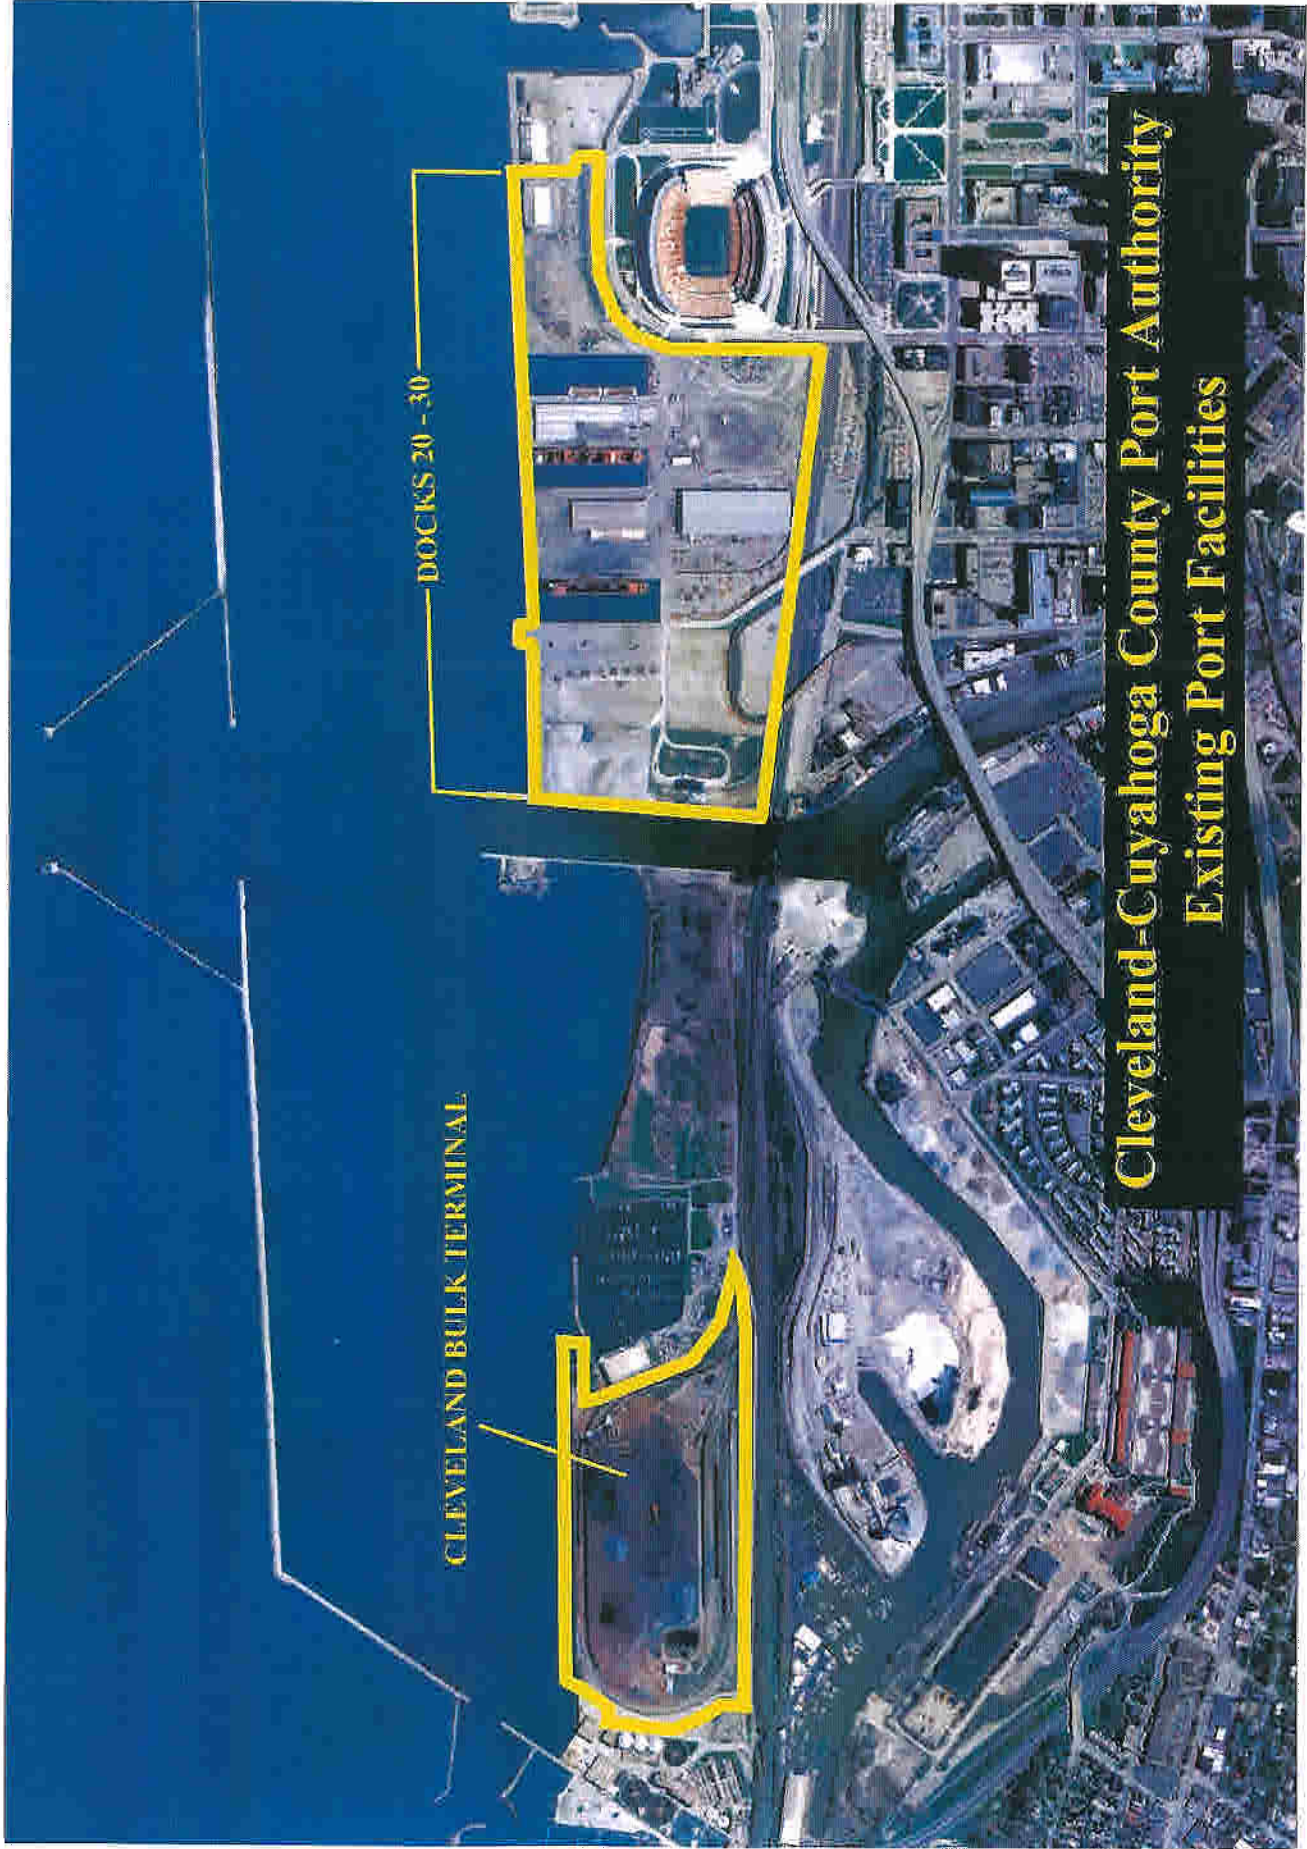 DOCKS 20 - 30
CLEVELAND BULK TERMINAL
Cleveland-Cuyahoga County Port Authority
Existing Port Facilities